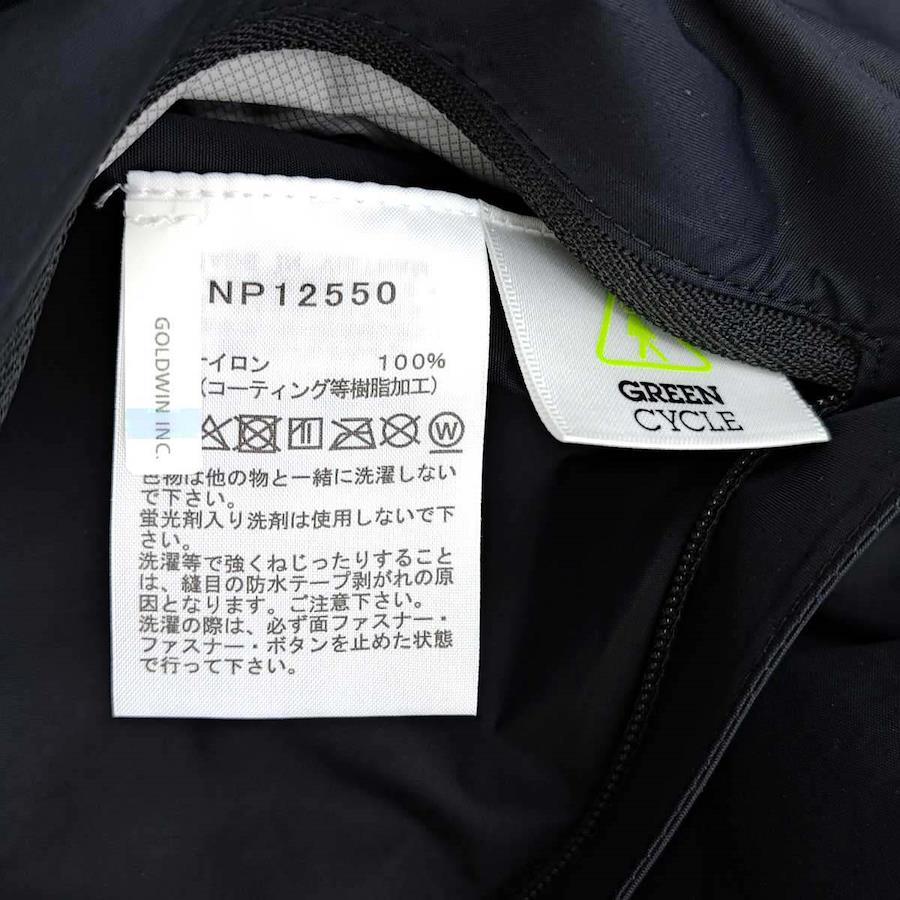 NP12550
GOLDWIN INC.
イロン 100%
(コーティング等樹脂加工)
W
色物は他の物と一緒に洗濯しない
で下さい。
蛍光剤入り洗剤は使用しないで下
さい。
洗濯等で強くねじったりすること
は、縫目の防水テープ剥がれの原
因となります。ご注意下さい。
洗濯の際は、必ず面ファスナー・
ファスナー・ボタンを止めた状態
で行って下さい。
GREEN
CYCLE